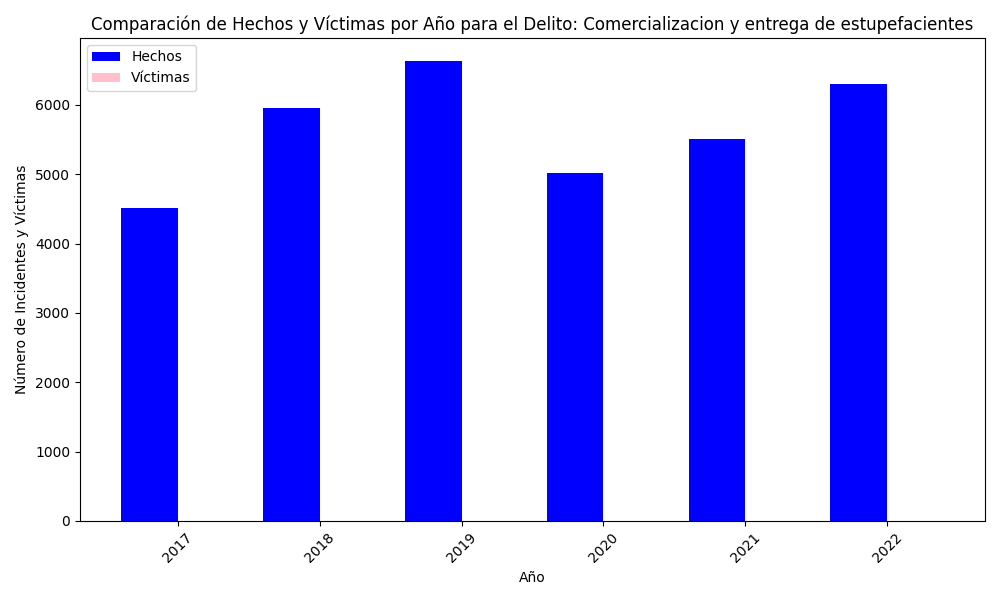 Comparación de Hechos y Víctimas por Año para el Delito: Comercializacion y entrega de estupefacientes
Hechos
Víctimas
Número de Incidentes y Víctimas
6000
5000
4000
3000
2000
1000
0
2017
2018
2019
2020
2021
2022
Año